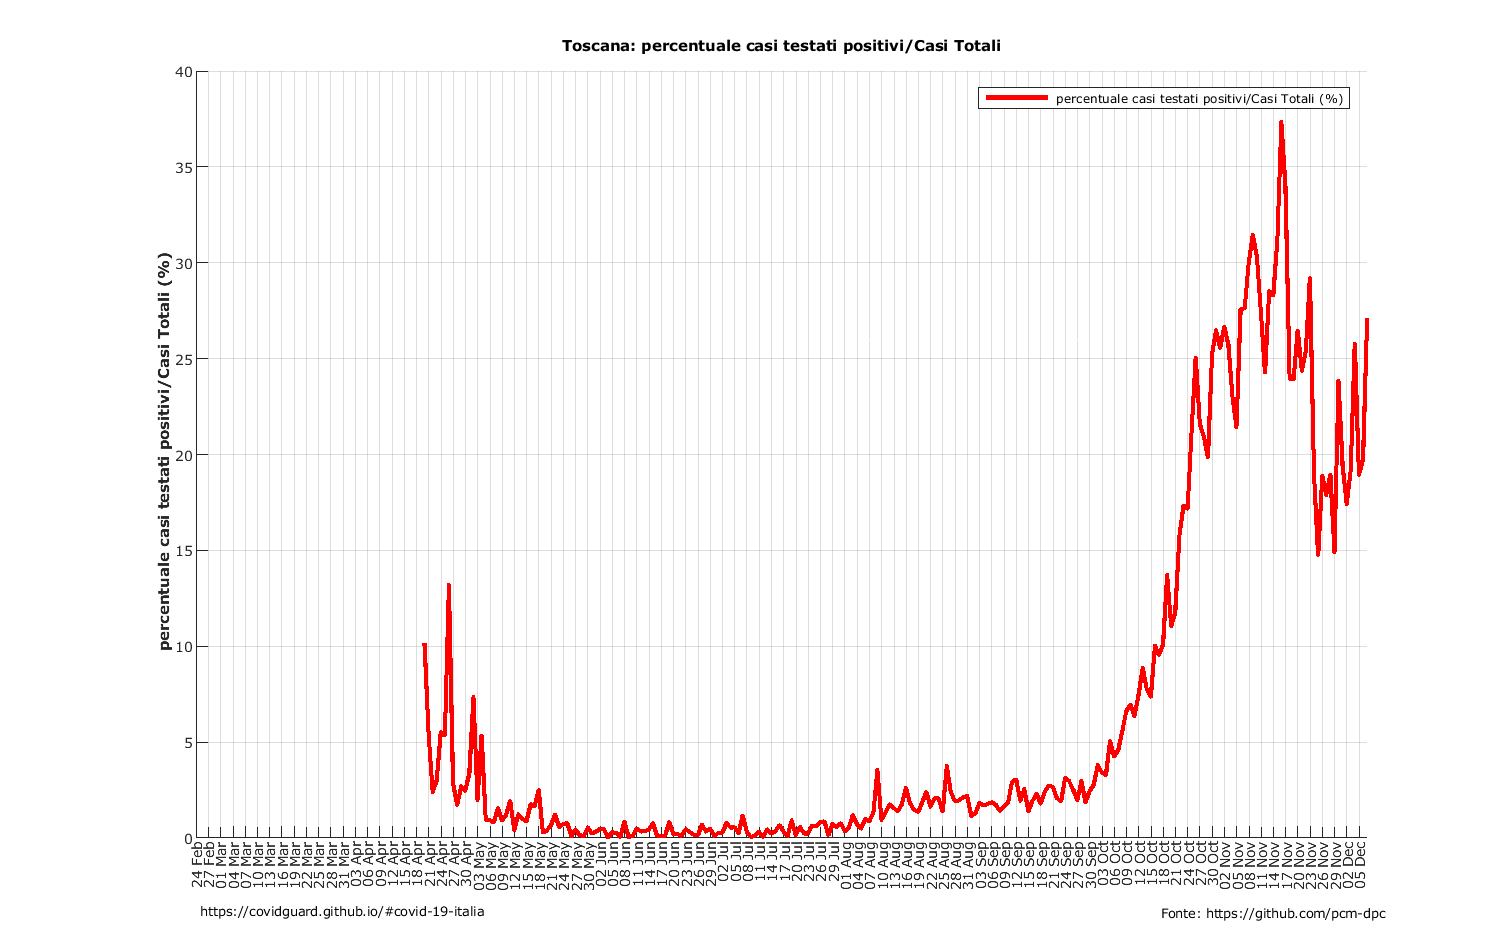 Toscana: percentuale casi testati positivi/Casi Totali
percentuale casi testati positivi/Casi Totali (%)
percentuale casi testati positivi/Casi Totali (%)
40
35
30
25
20
15
10
5
0
24 Feb
27 Feb
01 Mar
04 Mar
07 Mar
10 Mar
13 Mar
16 Mar
19 Mar
22 Mar
25 Mar
28 Mar
31 Mar
03 Apr
06 Apr
09 Apr
12 Apr
15 Apr
18 Apr
21 Apr
24 Apr
27 Apr
30 Apr
03 May
06 May
09 May
12 May
15 May
18 May
21 May
24 May
27 May
30 May
02 Jun
05 Jun
08 Jun
11 Jun
14 Jun
17 Jun
20 Jun
23 Jun
26 Jun
29 Jun
02 Jul
05 Jul
08 Jul
11 Jul
14 Jul
17 Jul
20 Jul
23 Jul
26 Jul
29 Jul
01 Aug
04 Aug
07 Aug
10 Aug
13 Aug
16 Aug
19 Aug
22 Aug
25 Aug
28 Aug
31 Aug
03 Sep
06 Sep
09 Sep
12 Sep
15 Sep
18 Sep
21 Sep
24 Sep
27 Sep
30 Sep
03 Oct
06 Oct
09 Oct
12 Oct
15 Oct
18 Oct
21 Oct
24 Oct
27 Oct
30 Oct
02 Nov
05 Nov
08 Nov
11 Nov
14 Nov
17 Nov
20 Nov
23 Nov
26 Nov
29 Nov
02 Dec
05 Dec
https://covidguard.github.io/#covid-19-italia
Fonte: https://github.com/pcm-dpc